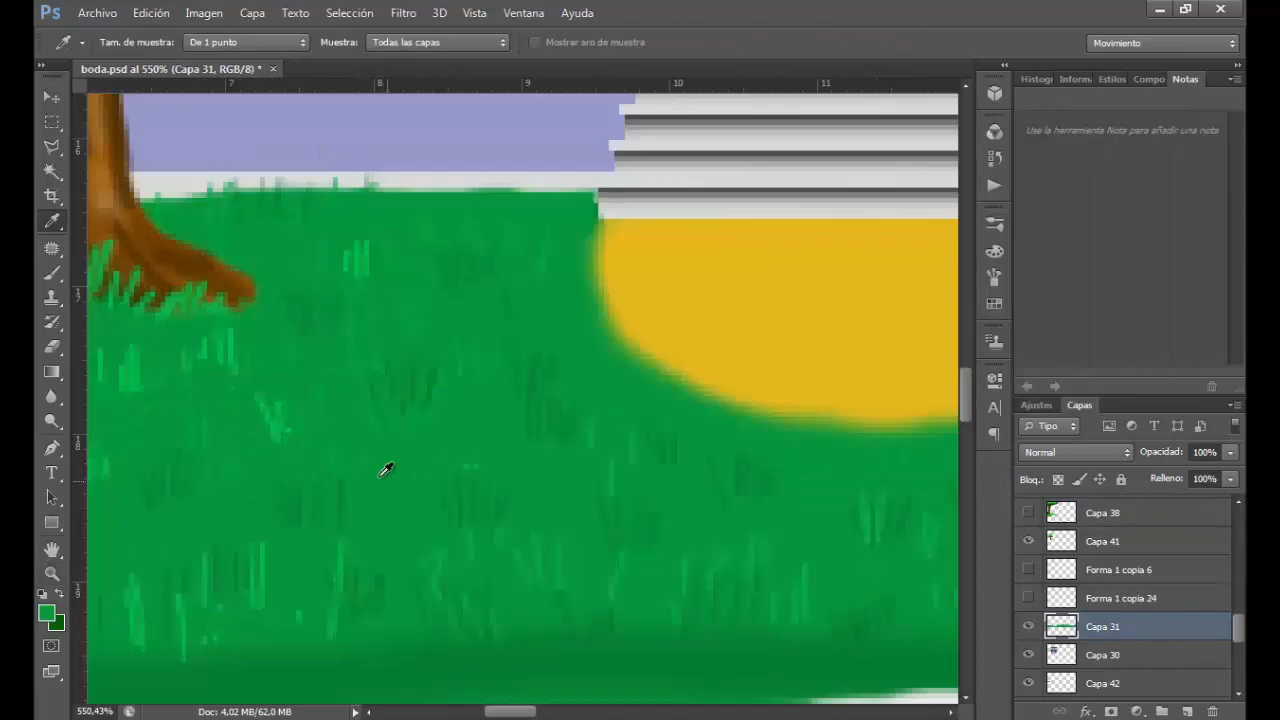 Ps Archivo Edición Imagen Capa Texto Selección Filtro 3D Vista Ventana Ayuda
Tam. de muestra: De 1 punto Muestra: Todas las capas Mostrar aro de muestra Movimiento
boda.psd al 550% (Capa 31, RGB/8) * ×
Histogr Informa Estilos Compo Notas
7 8 9 10 11
Use la herramienta Nota para añadir una nota
Ajustes Capas
Tipo
Normal Opacidad: 100%
Bloq.: Relleno: 100%
Capa 38
Capa 41
Forma 1 copia 6
Forma 1 copia 24
Capa 31
Capa 30
Capa 42
550,43% Doc: 4,02 MB/62,0 MB